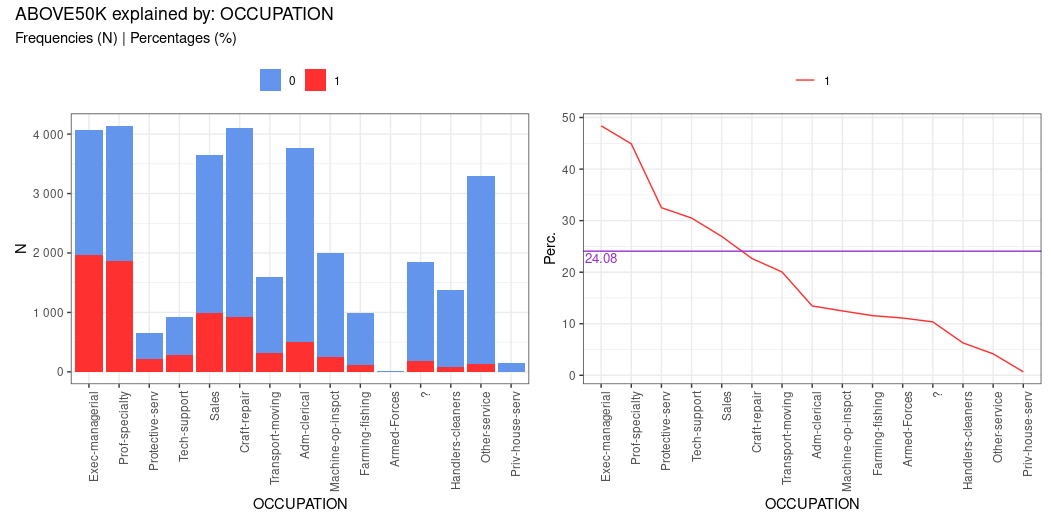 ABOVE50K explained by: OCCUPATION
Frequencies (N) | Percentages (%)
0 1
N
4 000
3 000
2 000
1 000
0
Exec-managerial
Prof-specialty
Protective-serv
Tech-support
Sales
Craft-repair
Transport-moving
Adm-clerical
Machine-op-inspct
Farming-fishing
Armed-Forces
?
Handlers-cleaners
Other-service
Priv-house-serv
OCCUPATION
1
Perc.
50
40
30
20
10
0
24.08
Exec-managerial
Prof-specialty
Protective-serv
Tech-support
Sales
Craft-repair
Transport-moving
Adm-clerical
Machine-op-inspct
Farming-fishing
Armed-Forces
?
Handlers-cleaners
Other-service
Priv-house-serv
OCCUPATION